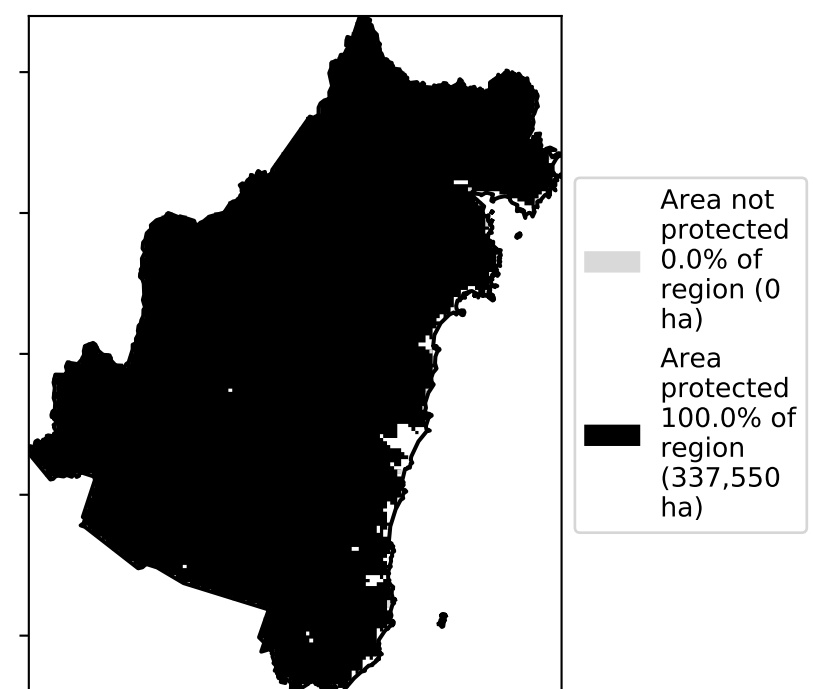 Area not
protected
0.0% of
region (0
ha)
Area
protected
100.0% of
region
(337,550
ha)